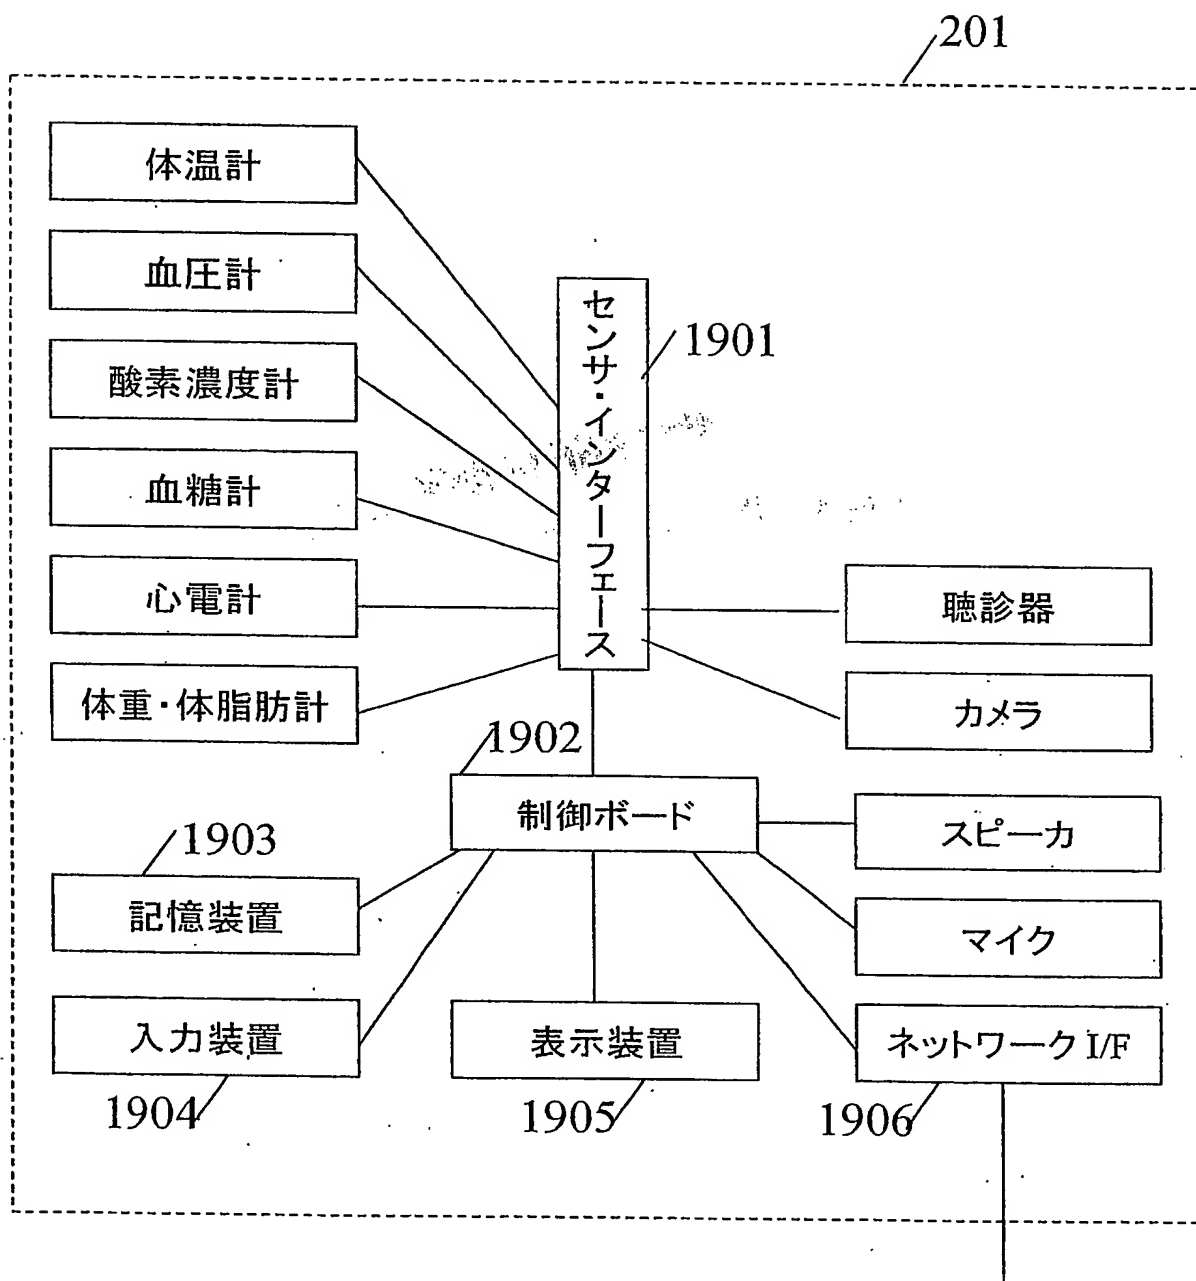 201
体温計
血圧計
酸素濃度計
血糖計
心電計
体重・体脂肪計
センサ・インターフェース
1901
聴診器
カメラ
1902
制御ボード
スピーカ
マイク
ネットワーク I/F
1903
記憶装置
入力装置
1904
表示装置
1905
1906